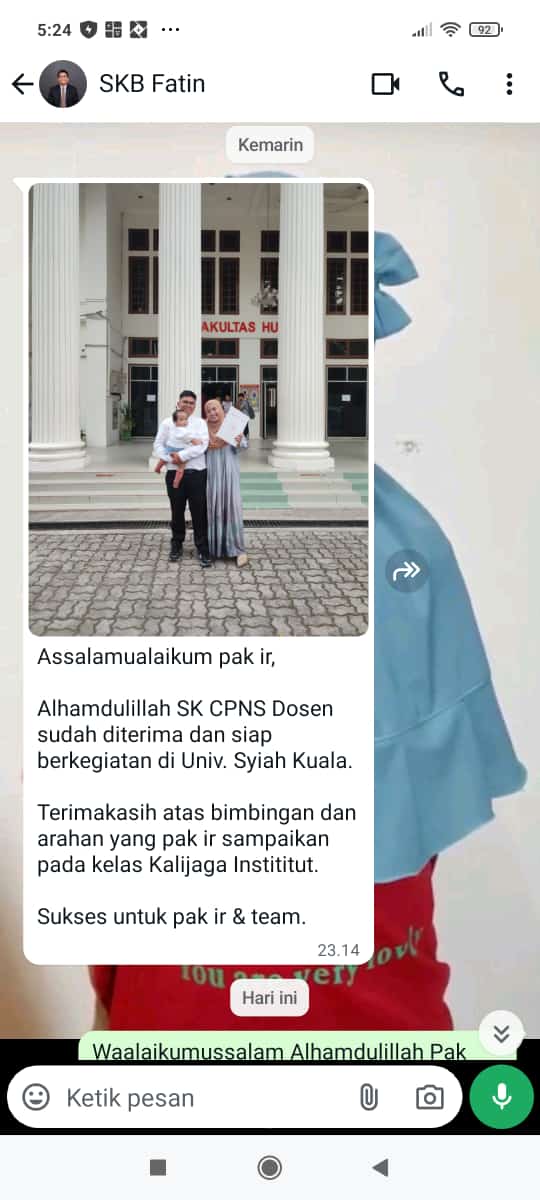 5:24
92
SKB Fatin
Kemarin
AKULTAS HU
Assalamualaikum pak ir,
Alhamdulillah SK CPNS Dosen
sudah diterima dan siap
berkegiatan di Univ. Syiah Kuala.
Terimakasih atas bimbingan dan
arahan yang pak ir sampaikan
pada kelas Kalijaga Instititut.
Sukses untuk pak ir & team.
23.14
You are very lovely
Hari ini
Waalaikumussalam Alhamdulillah Pak
Ketik pesan